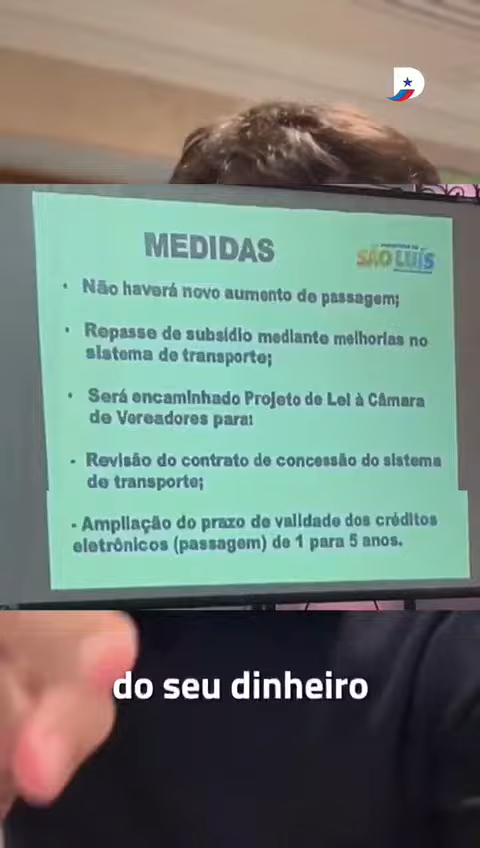 MEDIDAS
SÃO LUÍS
• Não haverá novo aumento de passagem;
• Repasse de subsídio mediante melhorias no
sistema de transporte;
• Será encaminhado Projeto de Lei à Câmara
de Vereadores para:
- Revisão do contrato de concessão do sistema
de transporte;
- Ampliação do prazo de validade dos créditos
eletrônicos (passagem) de 1 para 5 anos.
do seu dinheiro